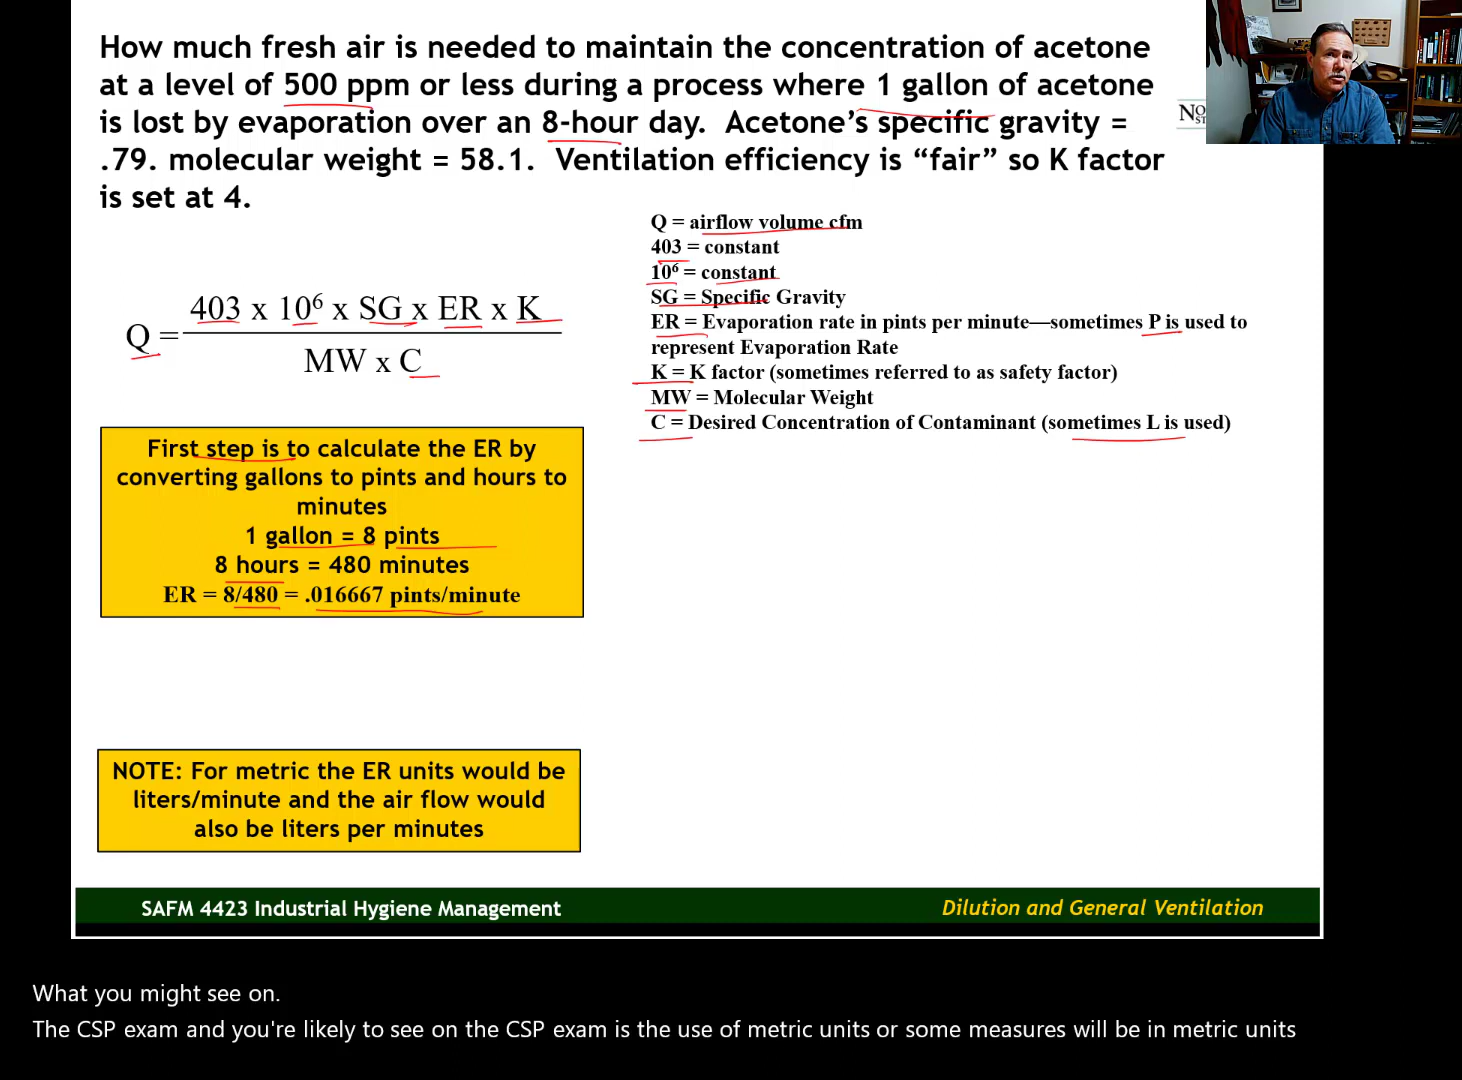 How much fresh air is needed to maintain the concentration of acetone
at a level of 500 ppm or less during a process where 1 gallon of acetone
is lost by evaporation over an 8-hour day. Acetone’s specific gravity =
.79. molecular weight = 58.1. Ventilation efficiency is “fair” so K factor
is set at 4.
Q = airflow volume cfm
403 = constant
10⁶ = constant
SG = Specific Gravity
ER = Evaporation rate in pints per minute—sometimes P is used to
represent Evaporation Rate
K = K factor (sometimes referred to as safety factor)
MW = Molecular Weight
C = Desired Concentration of Contaminant (sometimes L is used)
403 x 10⁶ x SG x ER x K
Q =
MW x C
First step is to calculate the ER by
converting gallons to pints and hours to
minutes
1 gallon = 8 pints
8 hours = 480 minutes
ER = 8/480 = .016667 pints/minute
NOTE: For metric the ER units would be
liters/minute and the air flow would
also be liters per minutes
SAFM 4423 Industrial Hygiene Management
Dilution and General Ventilation
What you might see on.
The CSP exam and you're likely to see on the CSP exam is the use of metric units or some measures will be in metric units